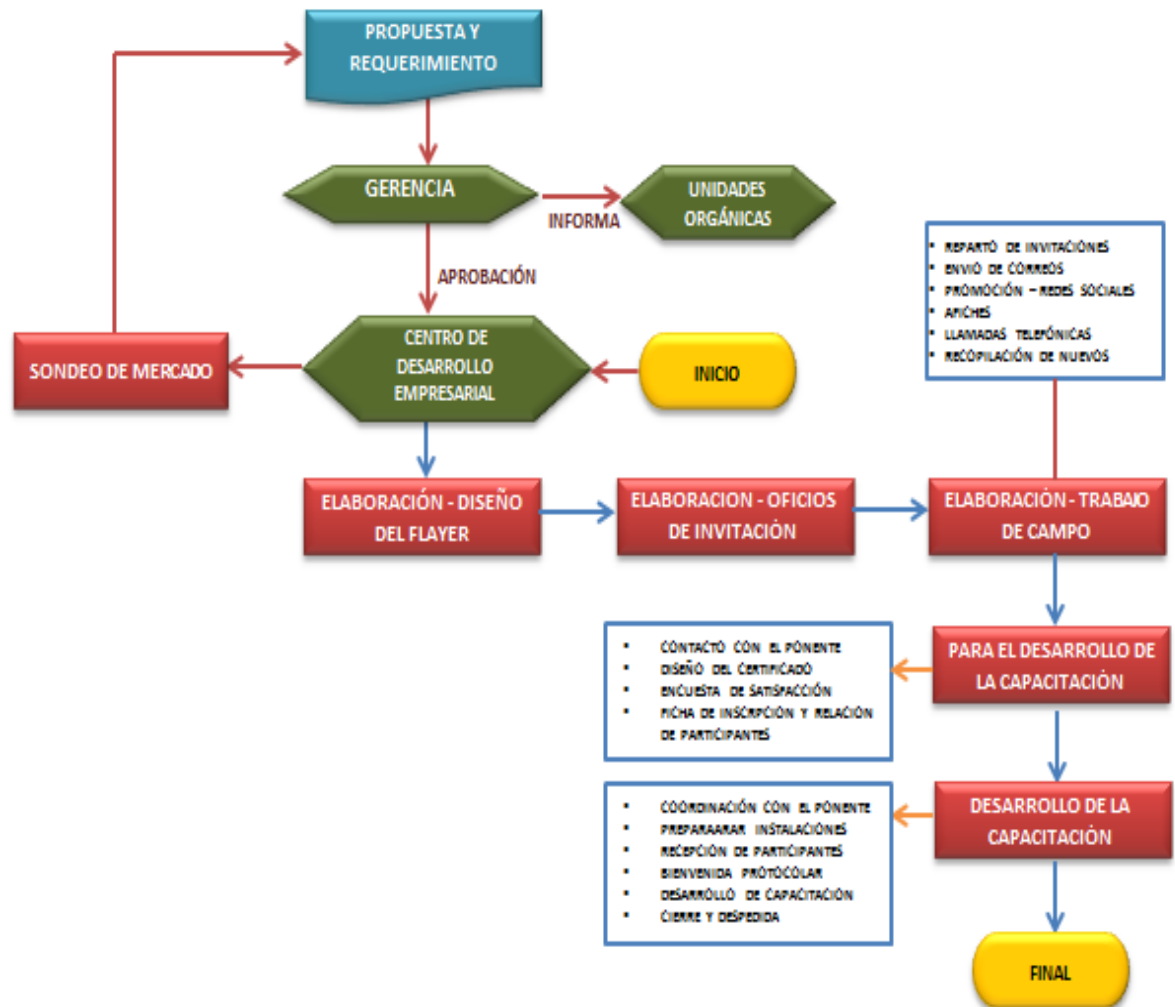 PROPUESTA Y
REQUERIMIENTO
GERENCIA
INFORMA
UNIDADES
ORGÁNICAS
APROBACIÓN
SONDEO DE MERCADO
CENTRO DE
DESARROLLO
EMPRESARIAL
INICIO
▪ REPARTO DE INVITACIONES
▪ ENVIO DE CORREOS
▪ PROMOCIÓN – REDES SOCIALES
▪ AFICHES
▪ LLAMADAS TELEFÓNICAS
▪ RECOPILACIÓN DE NUEVOS
ELABORACIÓN - DISEÑO
DEL FLAYER
ELABORACION - OFICIOS
DE INVITACIÓN
ELABORACIÓN - TRABAJO
DE CAMPO
▪ CONTACTO CON EL PONENTE
▪ DISEÑO DEL CERTIFICADO
▪ ENCUESTA DE SATISFACCIÓN
▪ FICHA DE INSCRPCIÓN Y RELACIÓN
DE PARTICIPANTES
PARA EL DESARROLLO DE
LA CAPACITACIÓN
▪ COORDINACIÓN CON EL PONENTE
▪ PREPARAARAR INSTALACIONES
▪ RECEPCIÓN DE PARTICIPANTES
▪ BIENVENIDA PROTOCOLAR
▪ DESARROLLO DE CAPACITACIÓN
▪ CIERRE Y DESPEDIDA
DESARROLLO DE LA
CAPACITACIÓN
FINAL